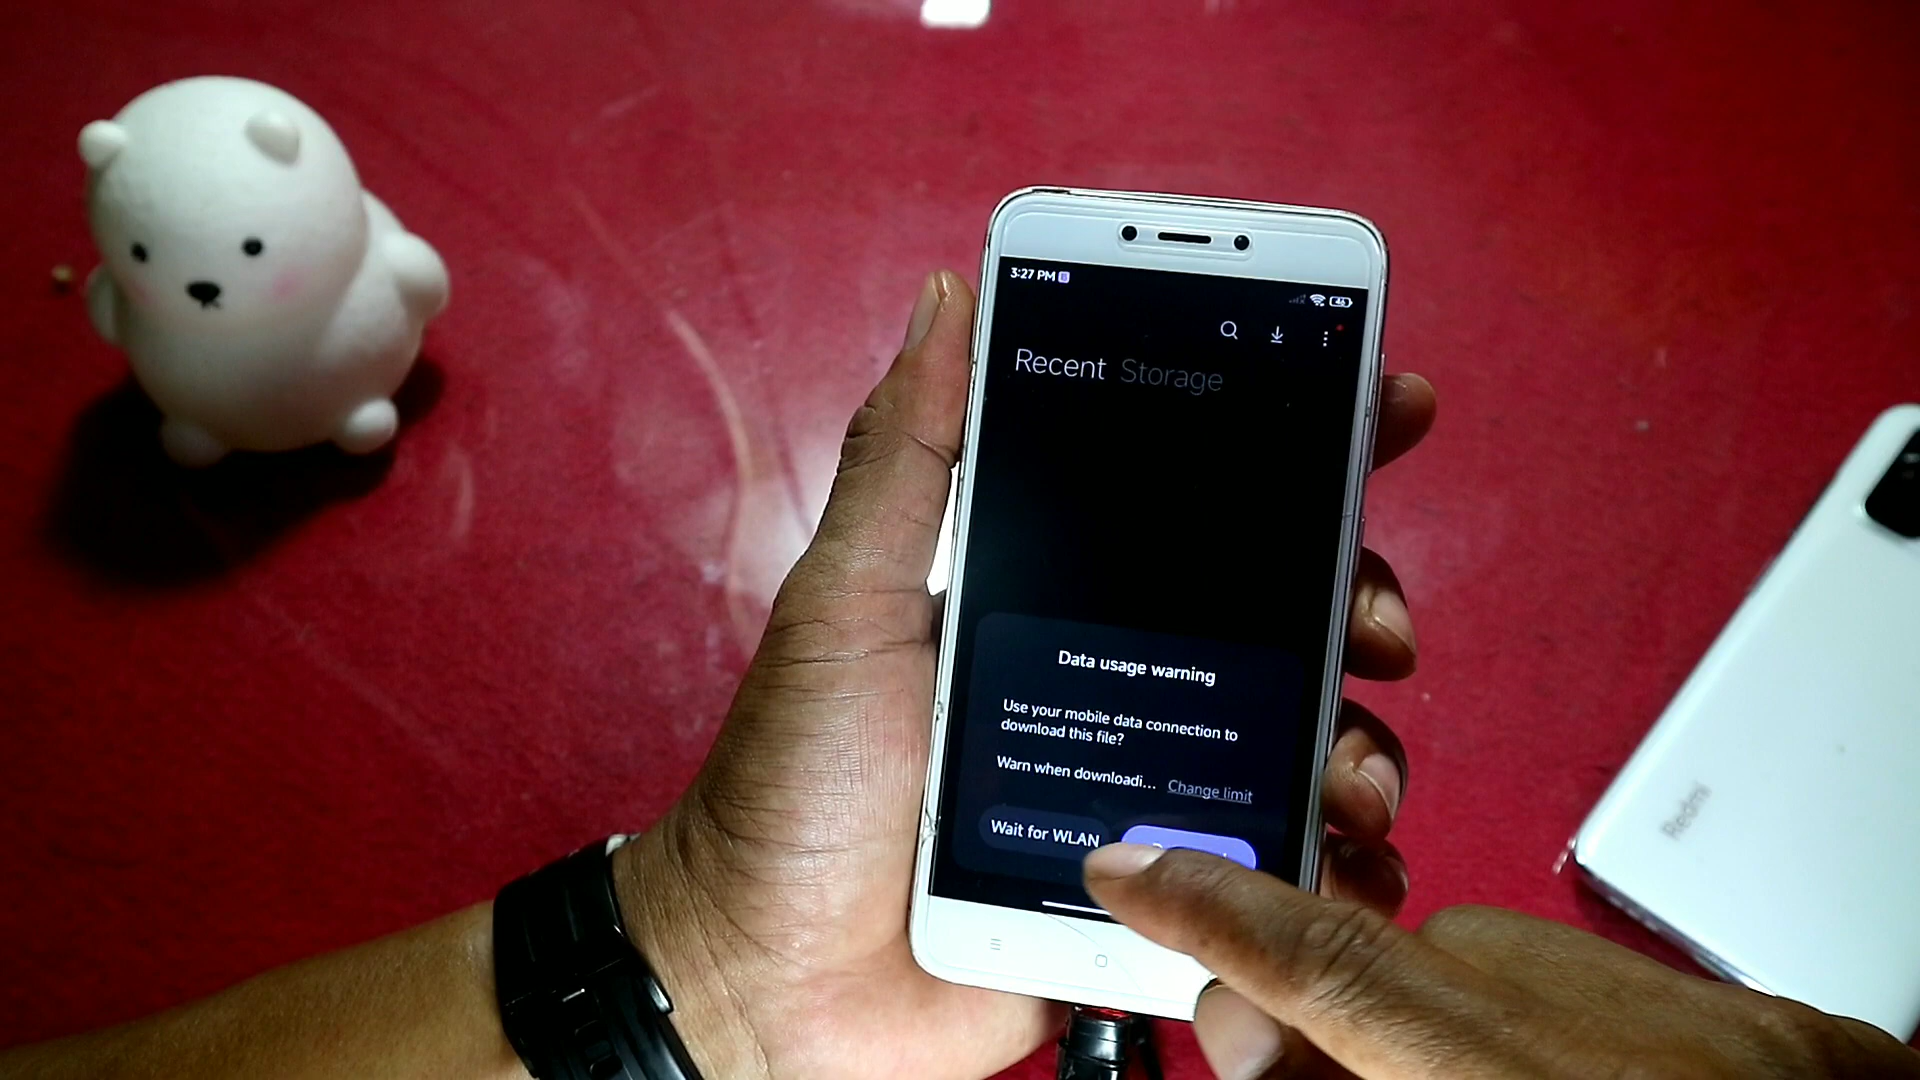 3:27 PM
46
Recent Storage
Data usage warning
Use your mobile data connection to
download this file?
Warn when downloadi... Change limit
Wait for WLAN
Redmi